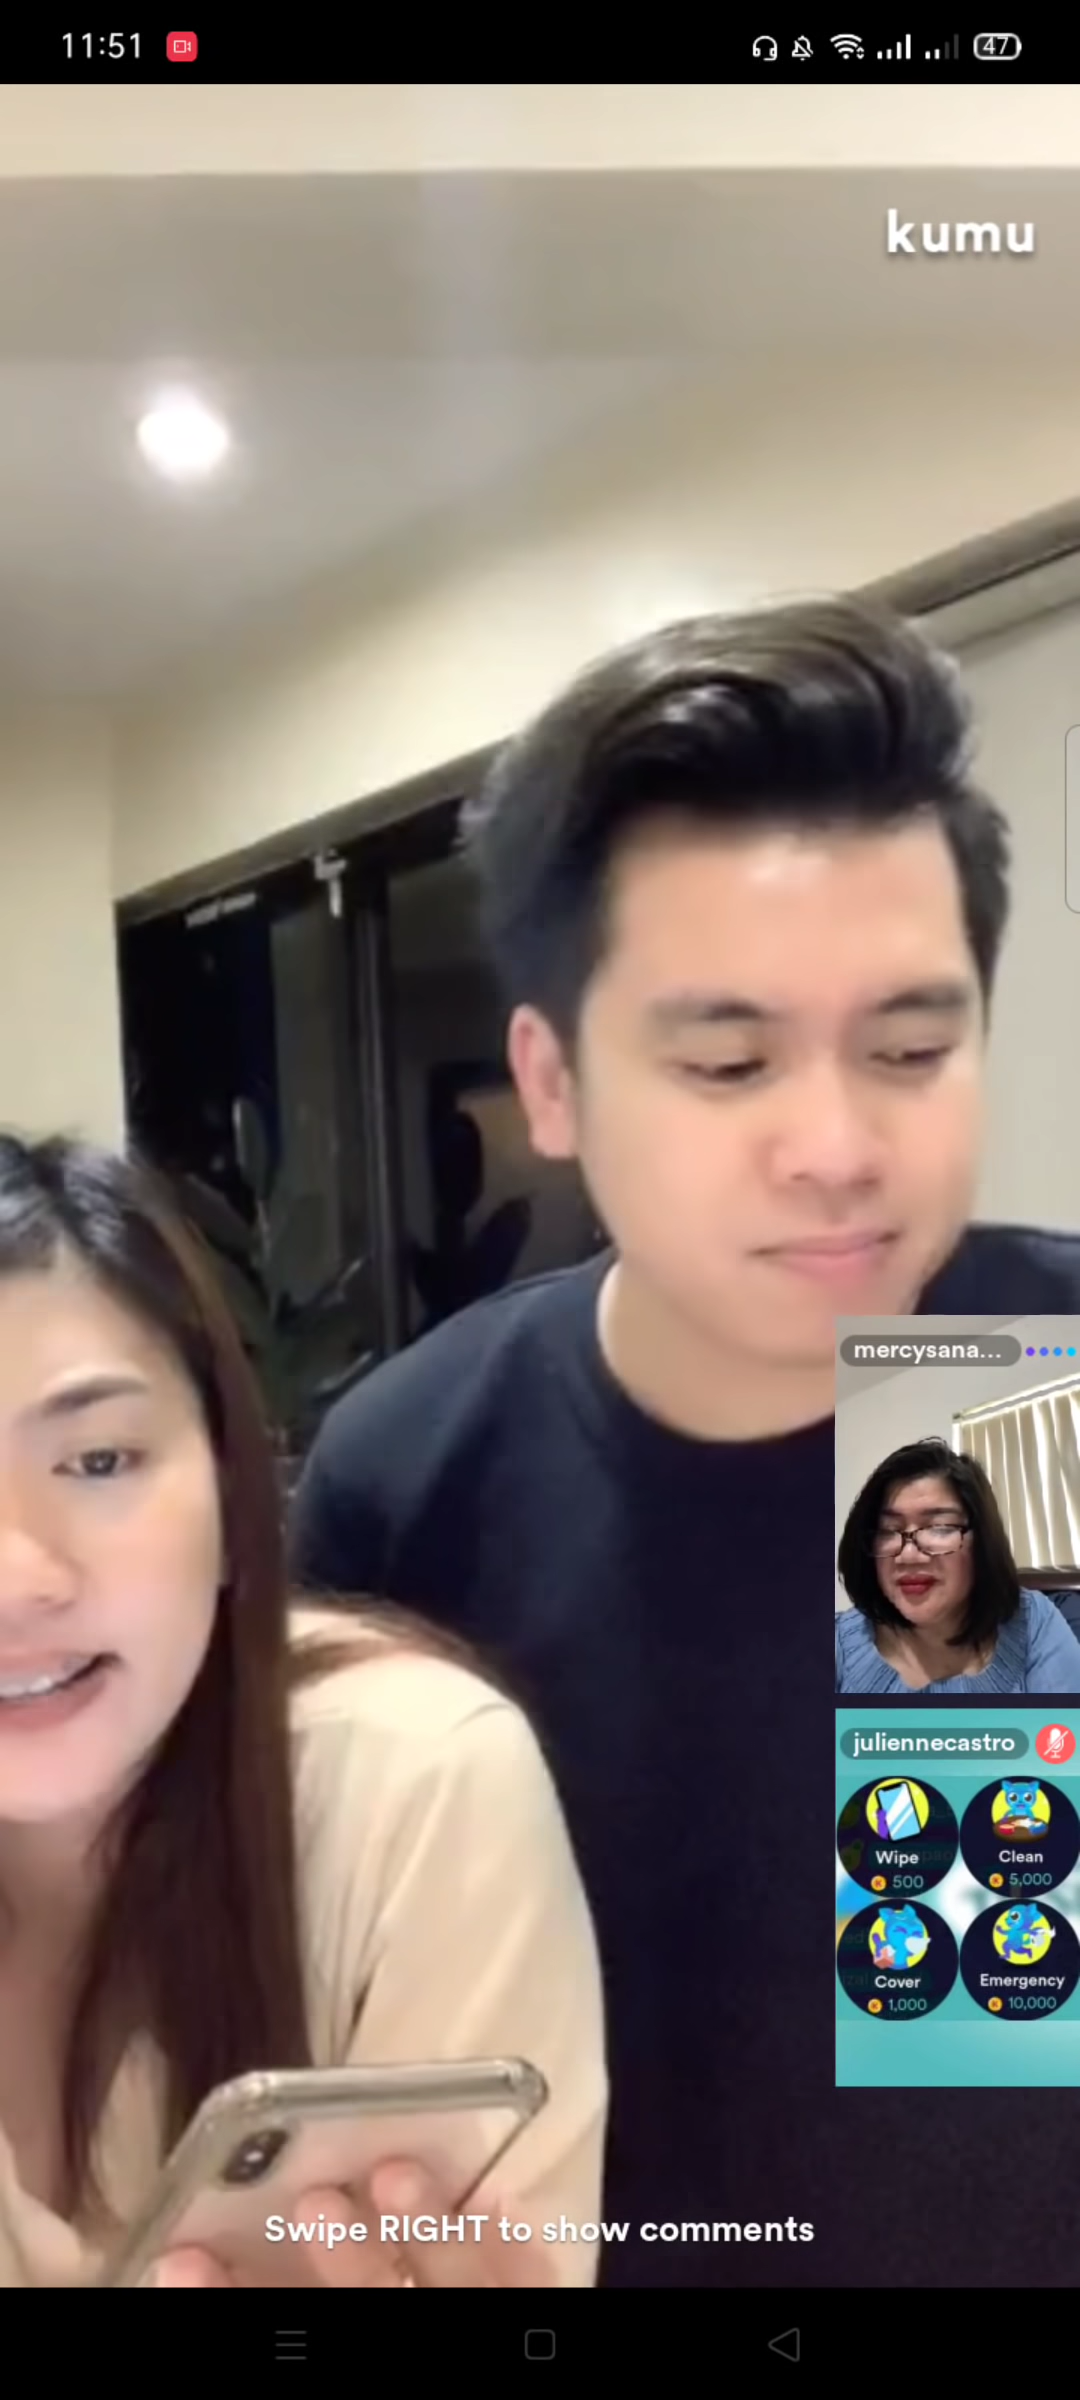 11:51
47
kumu
mercysana...
juliennecastro
Wipe
500
Clean
5,000
Cover
1,000
Emergency
10,000
Swipe RIGHT to show comments